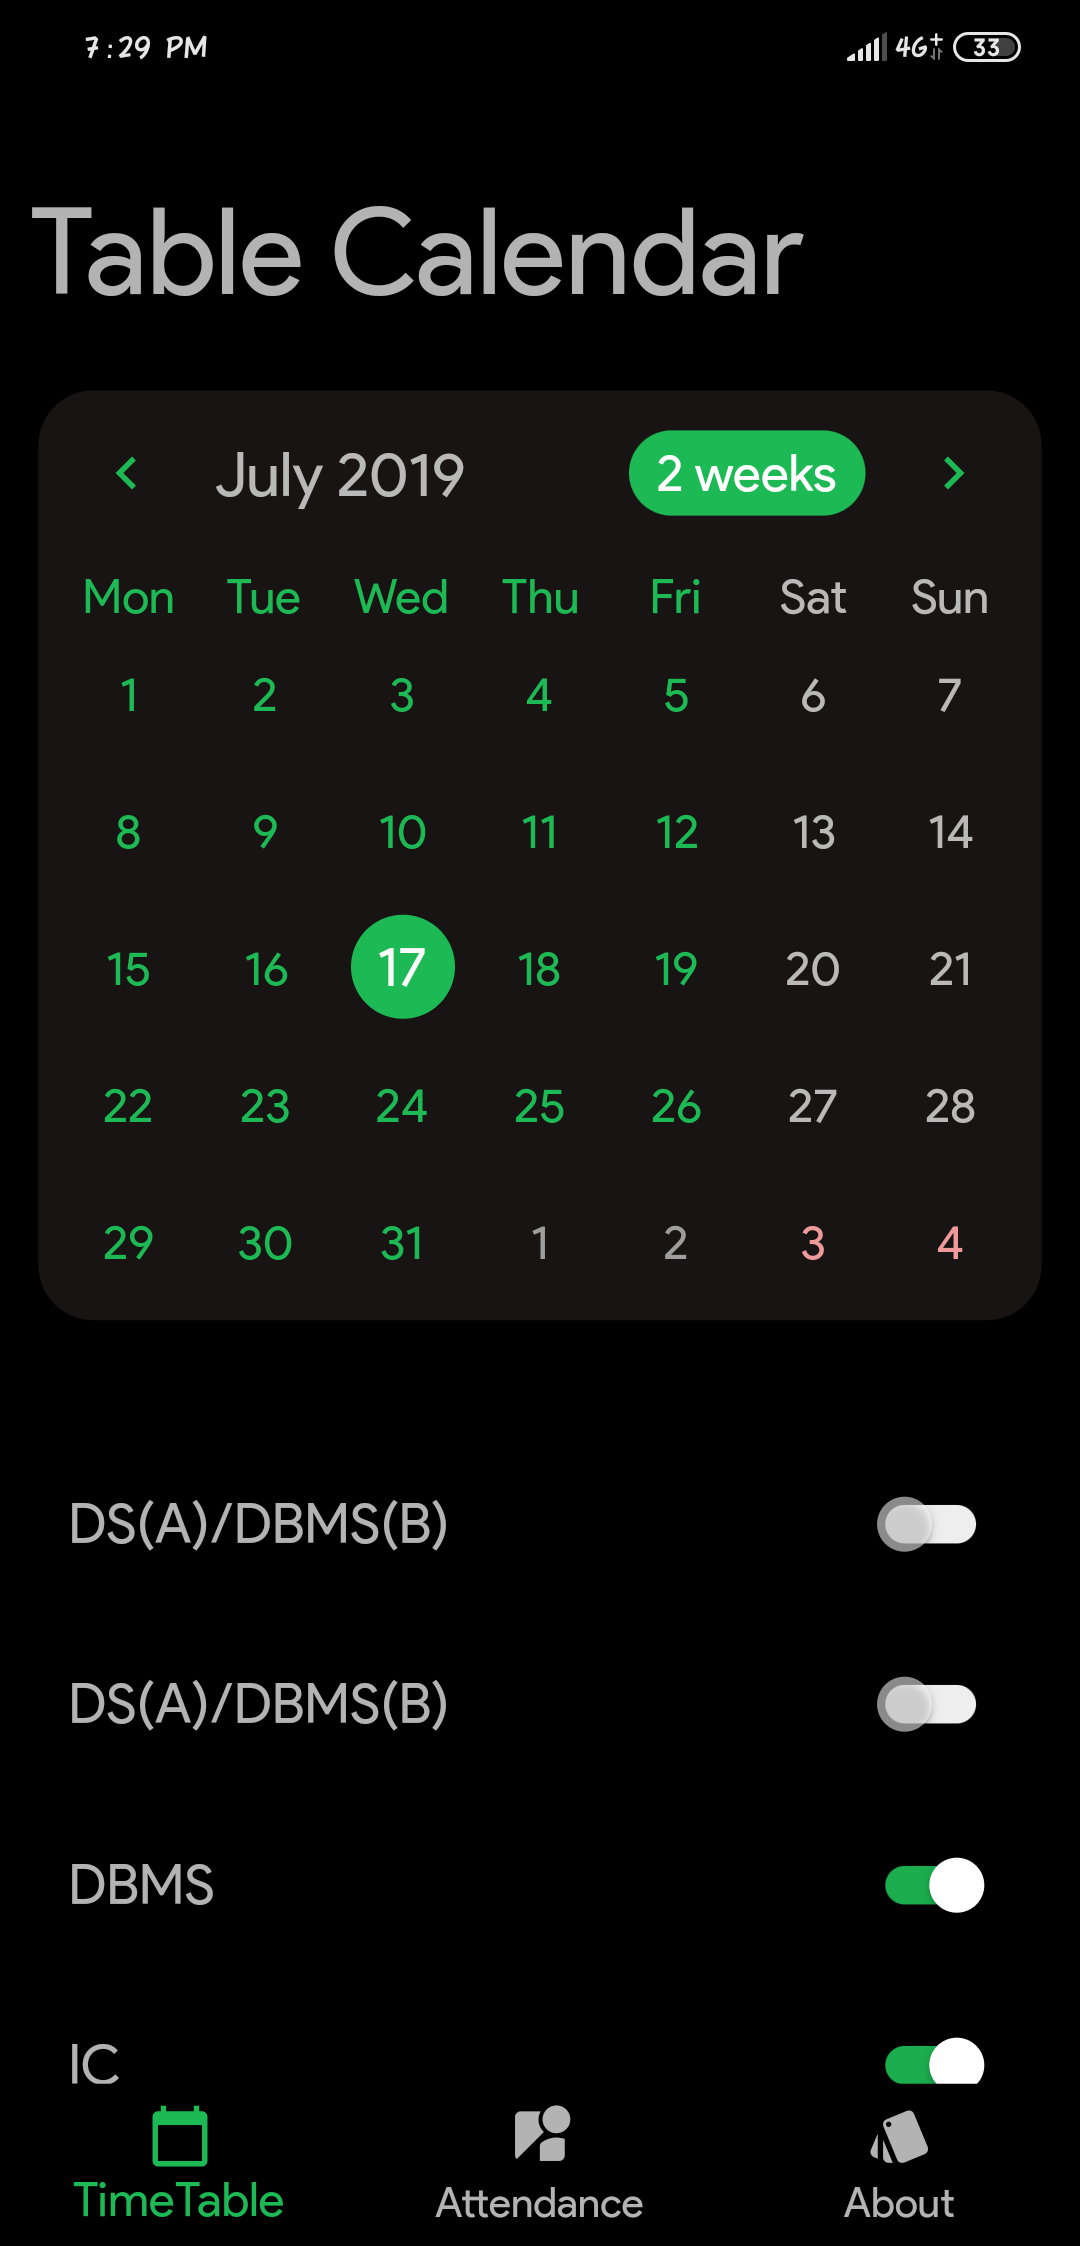 7:29 PM 4G+ 33
Table Calendar
July 2019 2 weeks
Mon Tue Wed Thu Fri Sat Sun
1 2 3 4 5 6 7
8 9 10 11 12 13 14
15 16 17 18 19 20 21
22 23 24 25 26 27 28
29 30 31 1 2 3 4
DS(A)/DBMS(B)
DS(A)/DBMS(B)
DBMS
IC
TimeTable Attendance About